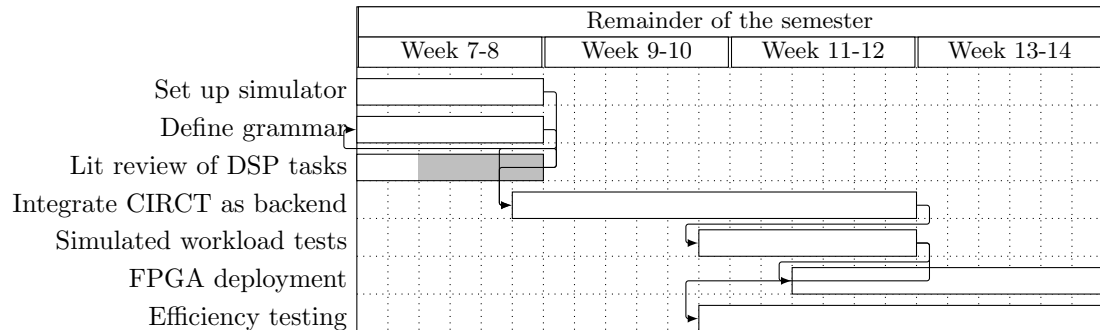 Remainder of the semester
Week 7-8 Week 9-10 Week 11-12 Week 13-14
Set up simulator
Define grammar
Lit review of DSP tasks
Integrate CIRCT as backend
Simulated workload tests
FPGA deployment
Efficiency testing